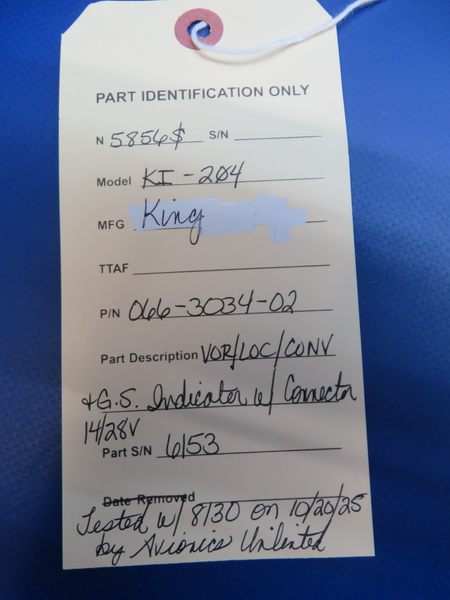 PART IDENTIFICATION ONLY
N 5856$ S/N
Model KI-204
MFG King
TTAF
P/N 066-3034-02
Part Description VOR/LOC/CONV
+G.S. Indicator w/ Connector
14/28V
Part S/N 6153
Date Removed
Tested w/ 8130 on 10/20/25
by Avionics Unlimited